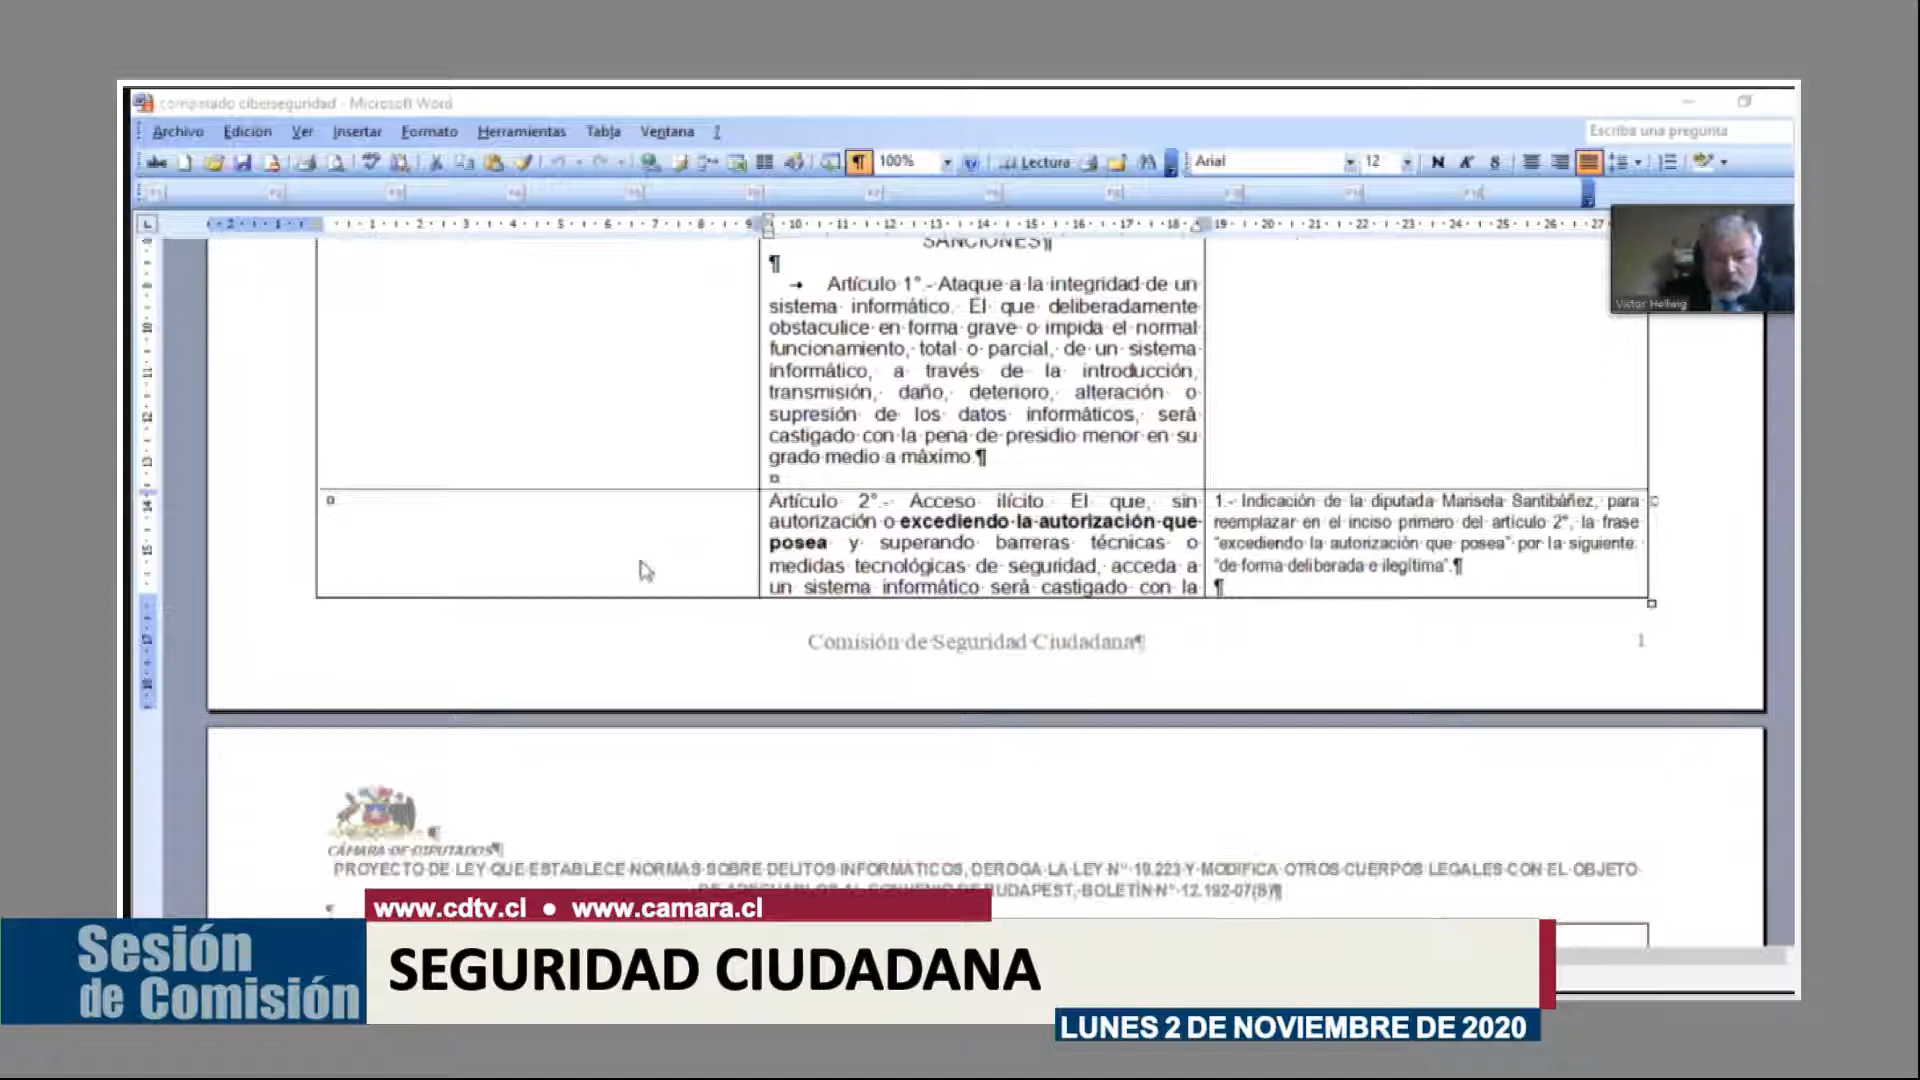 comparado ciberseguridad - Microsoft Word
Archivo Edición Ver Insertar Formato Herramientas Tabla Ventana ?
Escriba una pregunta
100%
Lectura
Arial
12
N K S
SANCIONES¶
¶
→ Artículo 1°.- Ataque a la integridad de un
sistema informático. El que deliberadamente
obstaculice en forma grave o impida el normal
funcionamiento, total o parcial, de un sistema
informático, a través de la introducción,
transmisión, daño, deterioro, alteración o
supresión de los datos informáticos, será
castigado con la pena de presidio menor en su
grado medio a máximo.¶
Artículo 2°.- Acceso ilícito. El que, sin
autorización o excediendo la autorización que
posea y superando barreras técnicas o
medidas tecnológicas de seguridad, acceda a
un sistema informático será castigado con la
1.- Indicación de la diputada Marisela Santibáñez, para
reemplazar en el inciso primero del artículo 2°, la frase
"excediendo la autorización que posea" por la siguiente:
"de forma deliberada e ilegítima".¶
¶
Victor Hellwig
Comisión de Seguridad Ciudadana¶
1
CÁMARA DE DIPUTADOS¶
PROYECTO DE LEY QUE ESTABLECE NORMAS SOBRE DELITOS INFORMÁTICOS, DEROGA LA LEY N° 19.223 Y MODIFICA OTROS CUERPOS LEGALES CON EL OBJETO
DE ADECUARLOS AL CONVENIO DE BUDAPEST, BOLETÍN N° 12.192-07(S)¶
www.cdtv.cl ● www.camara.cl
Sesión
de Comisión
SEGURIDAD CIUDADANA
LUNES 2 DE NOVIEMBRE DE 2020